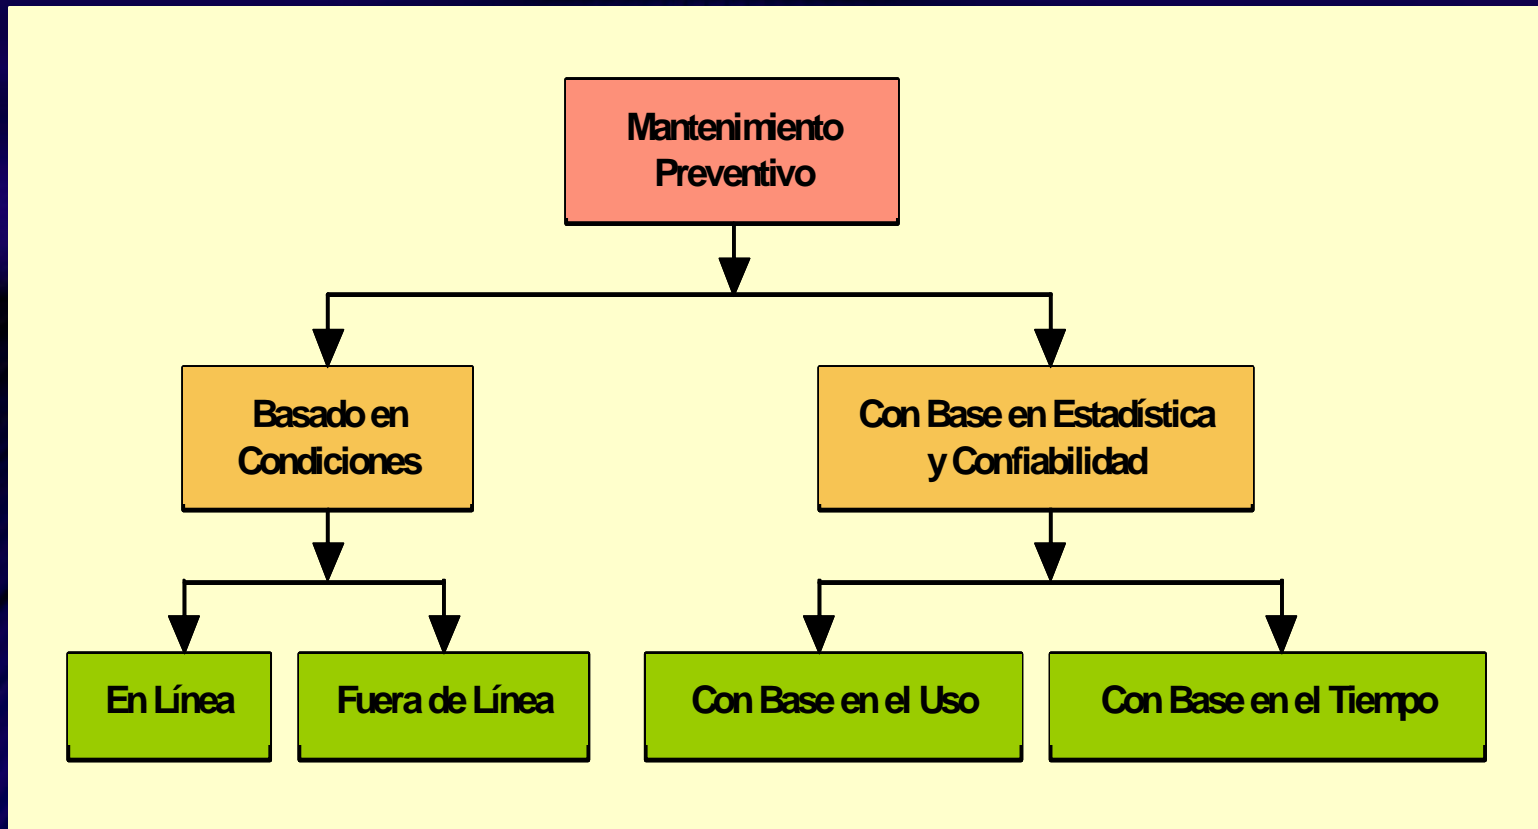 Mantenimiento
Preventivo
Basado en
Condiciones
Con Base en Estadística
y Confiabilidad
En Línea
Fuera de Línea
Con Base en el Uso
Con Base en el Tiempo